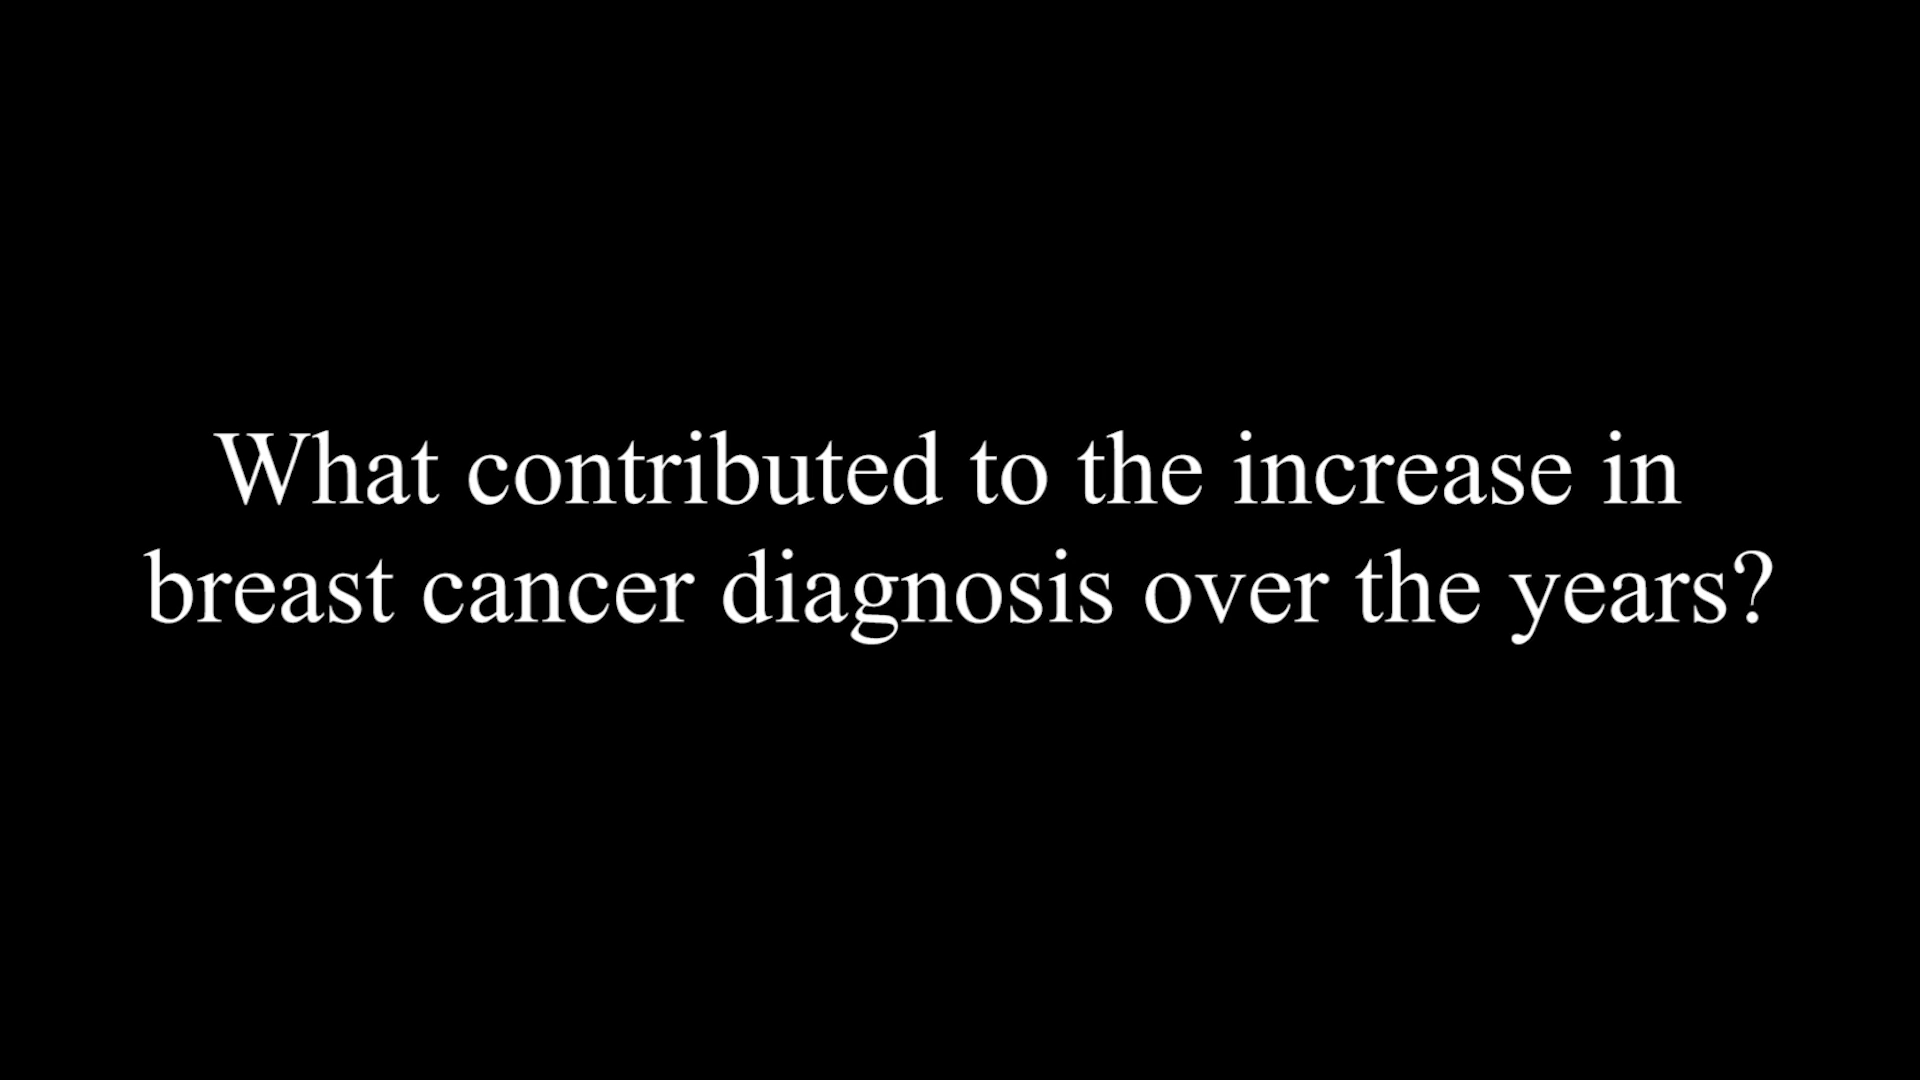 What contributed to the increase in
breast cancer diagnosis over the years?